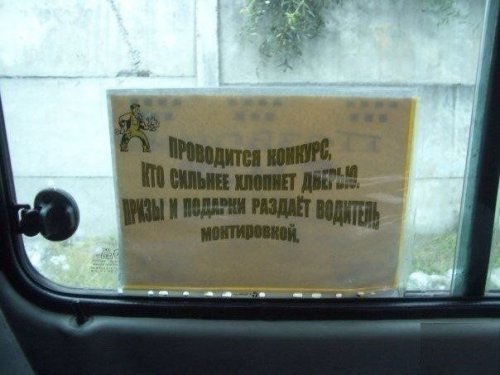 ПРОВОДИТСЯ КОНКУРС,
КТО СИЛЬНЕЕ ХЛОПНЕТ ДВЕРЬЮ.
ПРИЗЫ И ПОДАРКИ РАЗДАЁТ ВОДИТЕЛЬ
МОНТИРОВКОЙ.